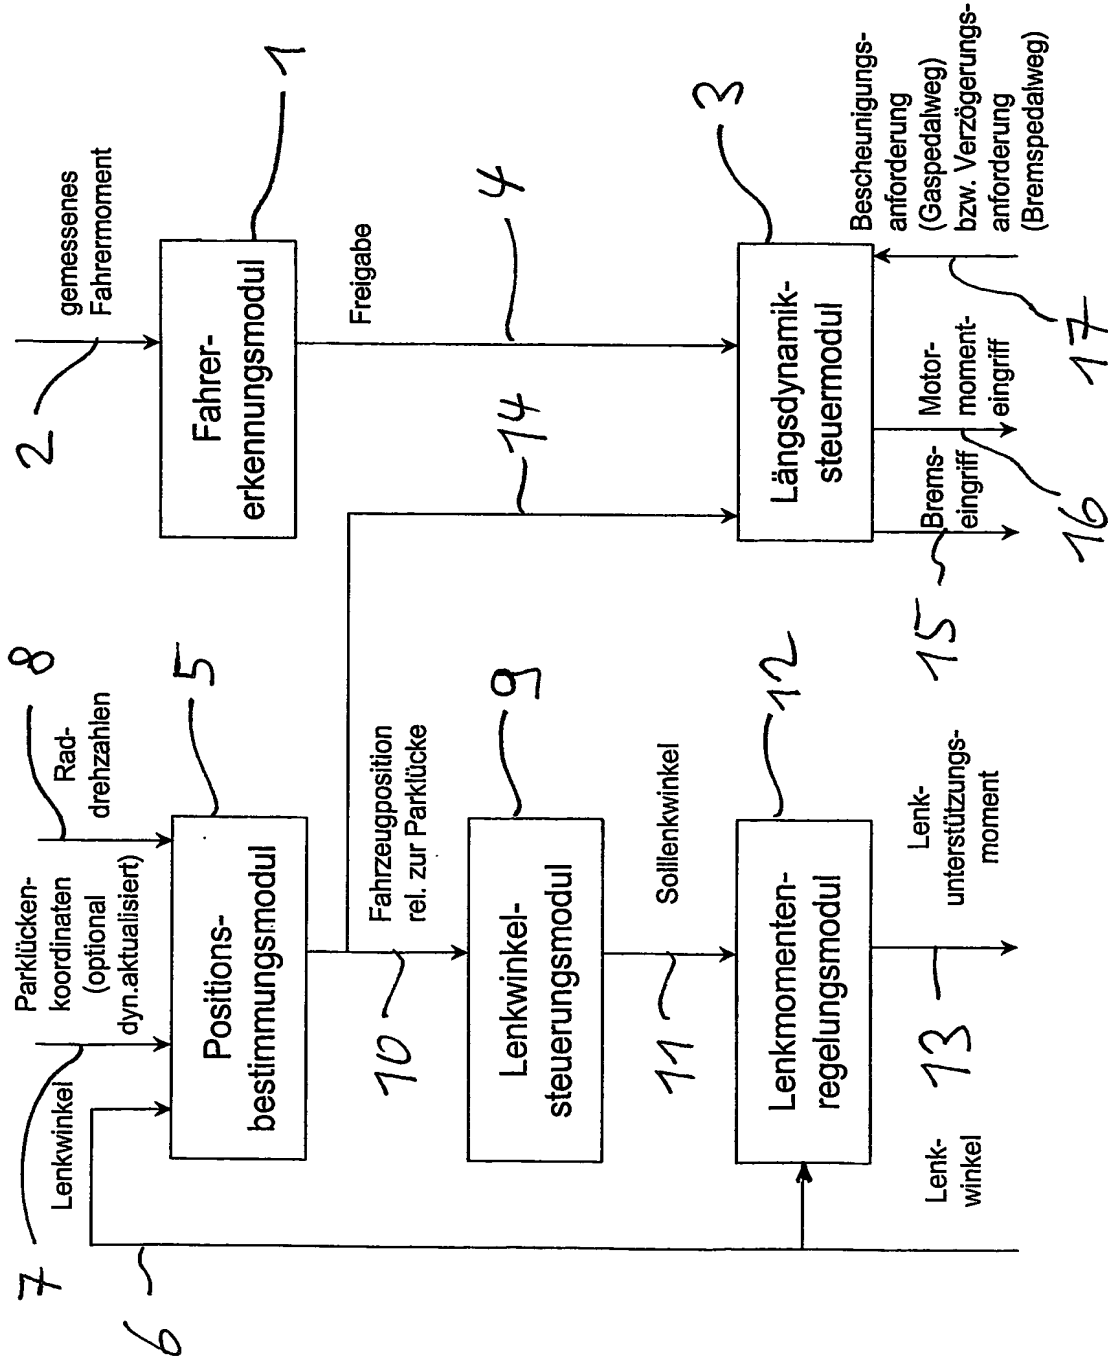 gemessenes
Fahrermoment
2
Fahrer-
erkennungsmodul
1
Freigabe
4
14
Längsdynamik-
steuermodul
3
Brems-
eingriff
15
Motor-
moment-
eingriff
16
Bescheunigungs-
anforderung
(Gaspedalweg)
bzw. Verzögerungs-
anforderung
(Bremspedalweg)
17
Lenkwinkel
6
Parklücken-
koordinaten
(optional
dyn.aktualisiert)
7
Rad-
drehzahlen
8
Positions-
bestimmungsmodul
5
Fahrzeugposition
rel. zur Parklücke
10
Lenkwinkel-
steuerungsmodul
9
Solllenkwinkel
11
Lenkmomenten-
regelungsmodul
12
Lenk-
winkel
13
Lenk-
unterstützungs-
moment